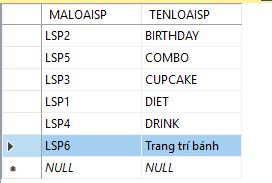 MALOAISP TENLOAISP
LSP2 BIRTHDAY
LSP5 COMBO
LSP3 CUPCAKE
LSP1 DIET
LSP4 DRINK
LSP6 Trang trí bánh
NULL NULL